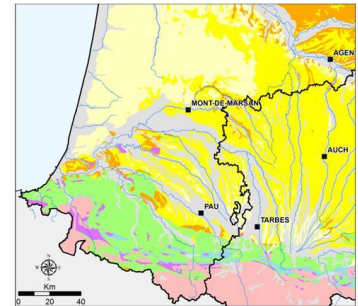 AGEN
MONT-DE-MARSAN
AUCH
PAU
TARBES
N
W E
S
Km
0 20 40